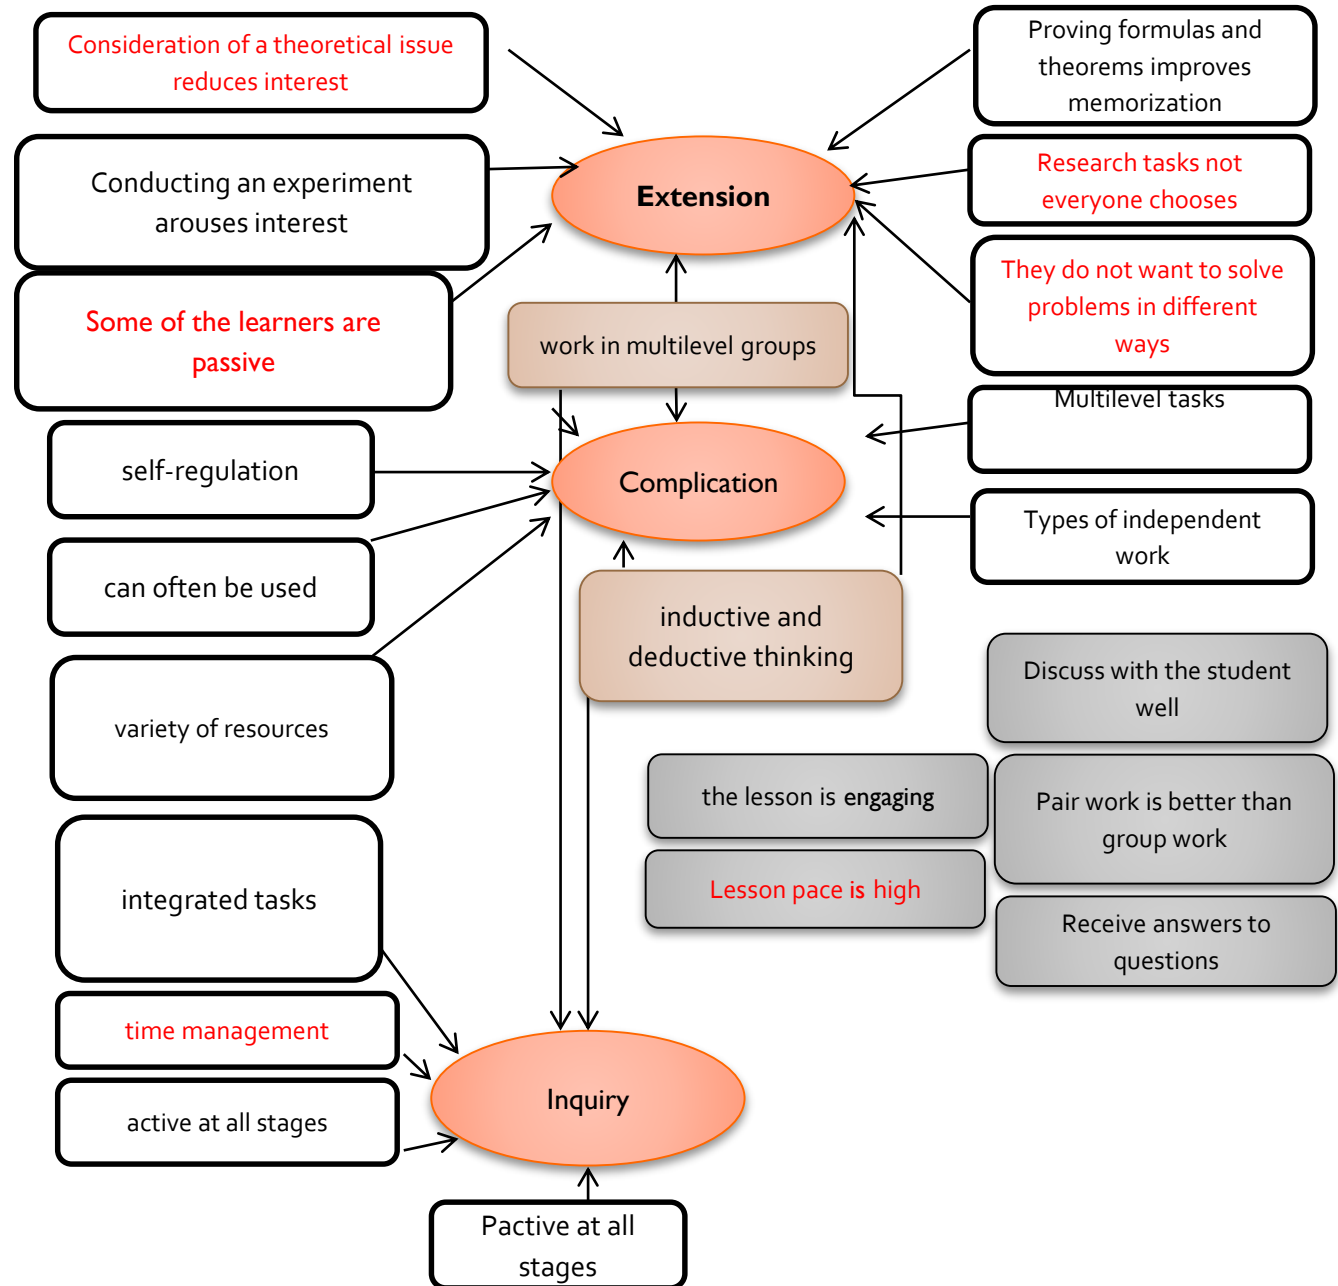 Consideration of a theoretical issue
reduces interest
Proving formulas and
theorems improves
memorization
Conducting an experiment
arouses interest
Extension
Research tasks not
everyone chooses
Some of the learners are
passive
They do not want to solve
problems in different
ways
work in multilevel groups
Multilevel tasks
self-regulation
Complication
Types of independent
work
can often be used
inductive and
deductive thinking
variety of resources
Discuss with the student
well
the lesson is engaging
Pair work is better than
group work
integrated tasks
Lesson pace is high
Receive answers to
questions
time management
active at all stages
Inquiry
Pactive at all
stages